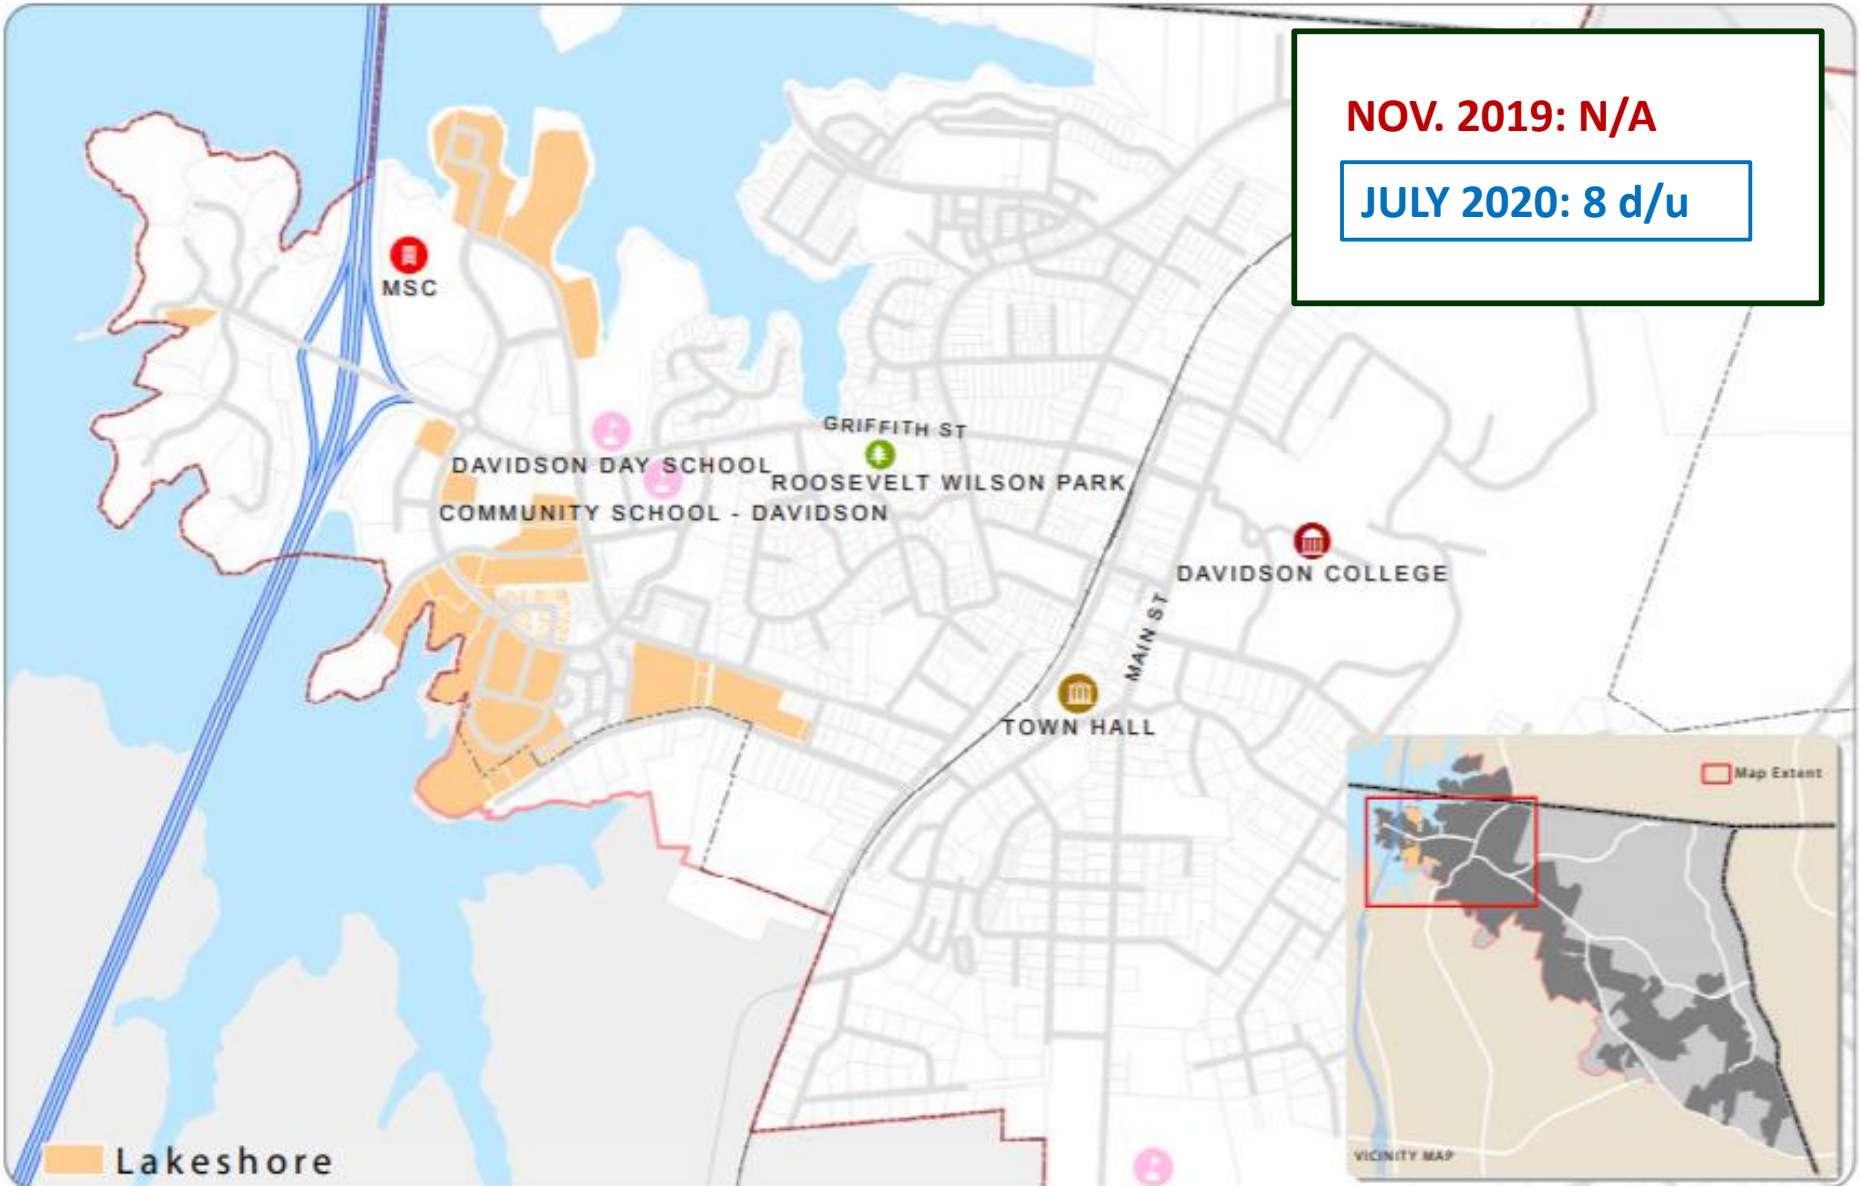 NOV. 2019: N/A
JULY 2020: 8 d/u
MSC
GRIFFITH ST
DAVIDSON DAY SCHOOL
ROOSEVELT WILSON PARK
COMMUNITY SCHOOL - DAVIDSON
DAVIDSON COLLEGE
MAIN ST
TOWN HALL
Map Extent
VICINITY MAP
Lakeshore